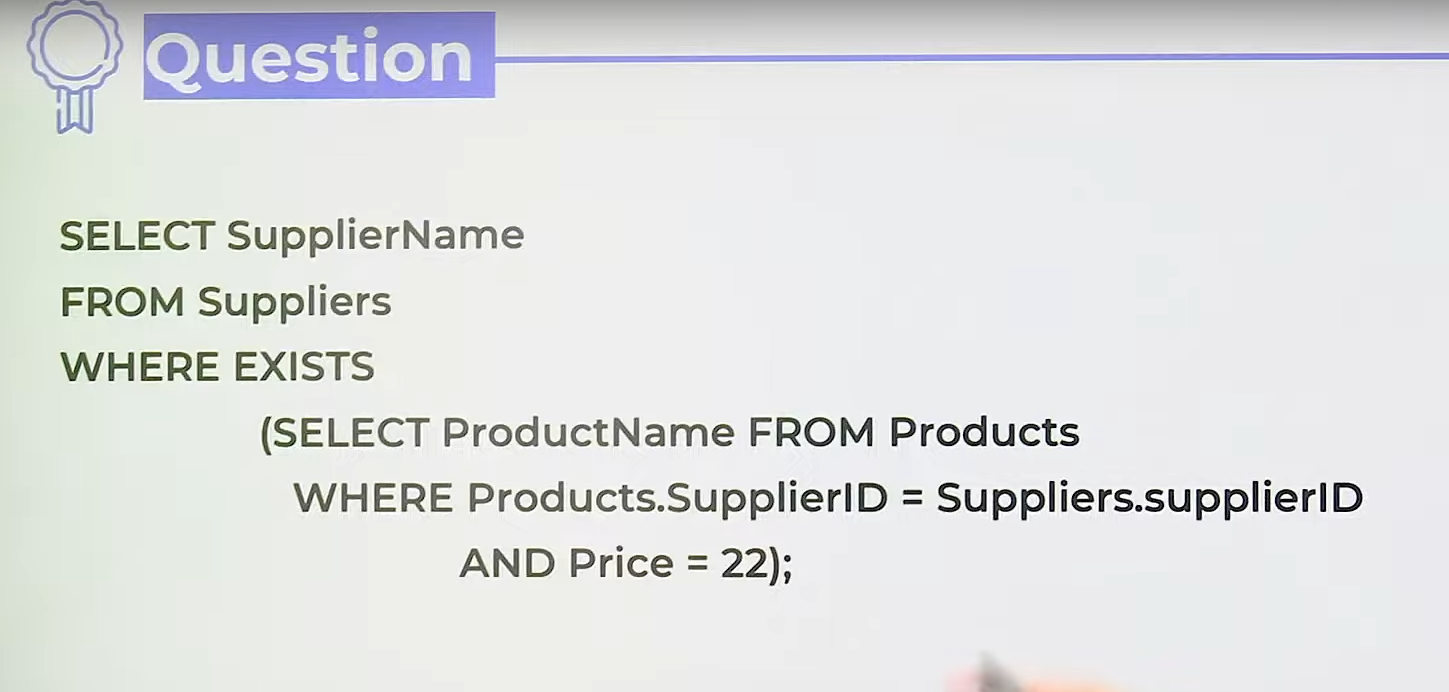 Question
SELECT SupplierName
FROM Suppliers
WHERE EXISTS
(SELECT ProductName FROM Products
WHERE Products.SupplierID = Suppliers.supplierID
AND Price = 22);